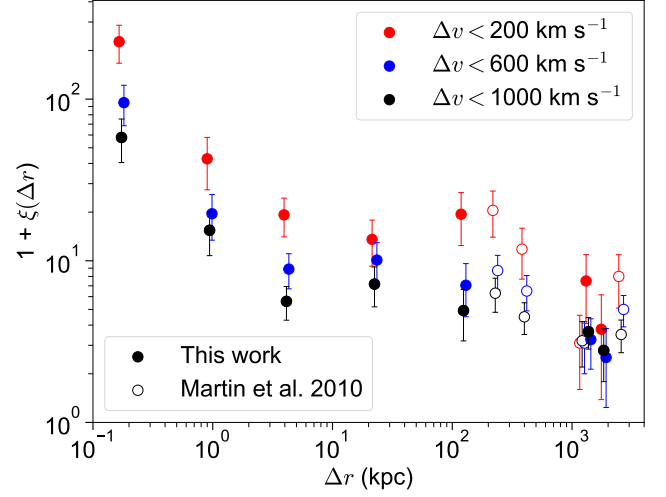 Δv < 200 km s⁻¹
Δv < 600 km s⁻¹
Δv < 1000 km s⁻¹
10²
10¹
10⁰
1 + ξ(Δr)
This work
Martin et al. 2010
10⁻¹ 10⁰ 10¹ 10² 10³
Δr (kpc)